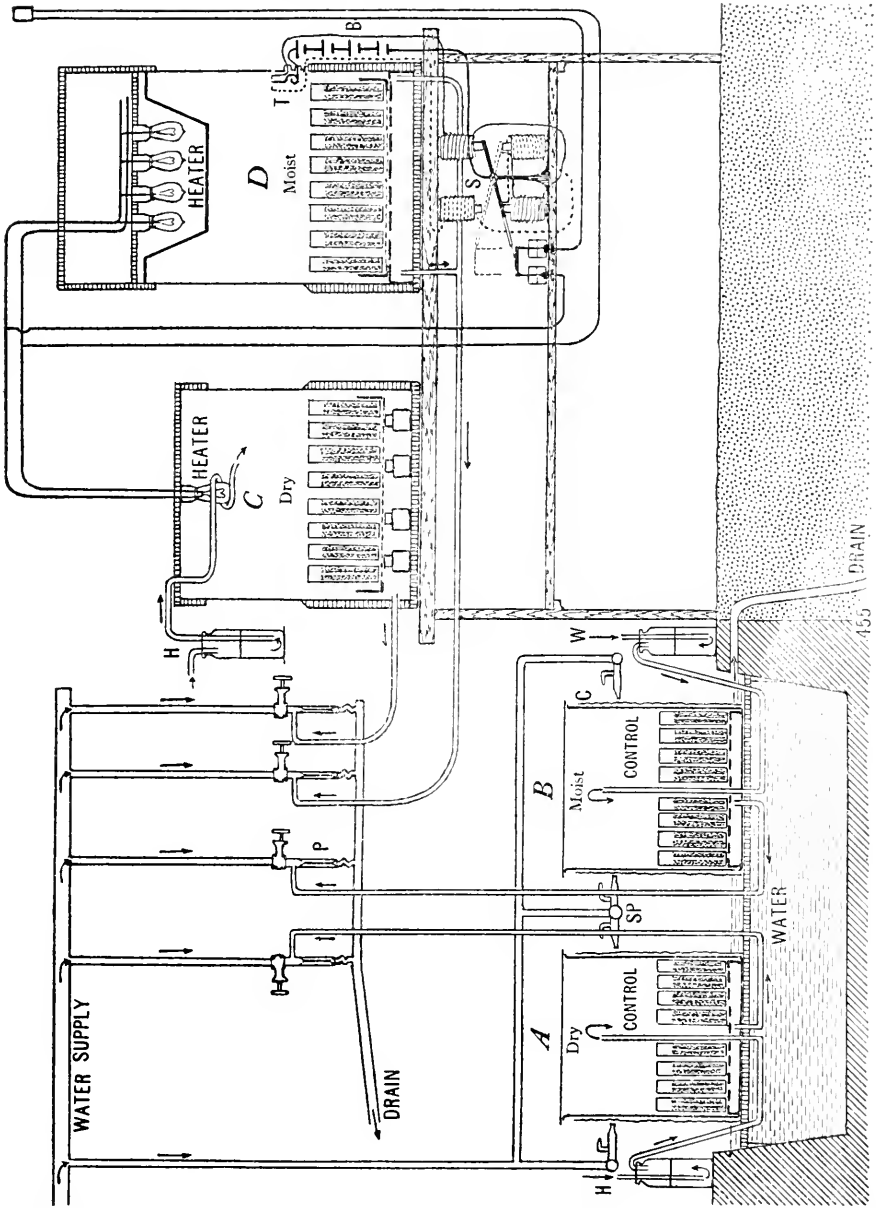 WATER SUPPLY
DRAIN
P
H
HEATER
C
Dry
HEATER
D
Moist
T
B
S
H
A
Dry
CONTROL
SP
B
Moist
CONTROL
C
W
WATER
DRAIN
455